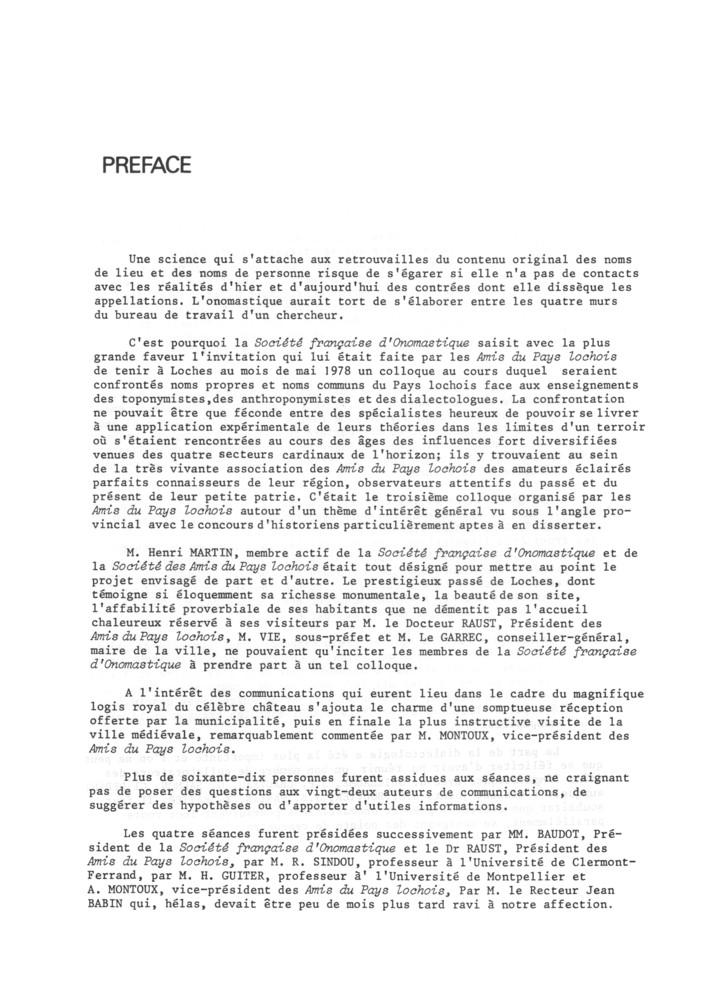 PREFACE
Une science qui s'attache aux retrouvailles du contenu original des noms
de lieu et des noms de personne risque de s'égarer si elle n'a pas de contacts
avec les réalités d'hier et d'aujourd'hui des contrées dont elle dissèque les
appellations. L'onomastique aurait tort de s'élaborer entre les quatre murs
du bureau de travail d'un chercheur.
C'est pourquoi la Société française d'Onomastique saisit avec la plus
grande faveur l'invitation qui lui était faite par les Amis du Pays lochois
de tenir à Loches au mois de mai 1978 un colloque au cours duquel seraient
confrontés noms propres et noms communs du Pays lochois face aux enseignements
des toponymistes,des anthroponymistes et des dialectologues. La confrontation
ne pouvait être que féconde entre des spécialistes heureux de pouvoir se livrer
à une application expérimentale de leurs théories dans les limites d'un terroir
où s'étaient rencontrées au cours des âges des influences fort diversifiées
venues des quatre secteurs cardinaux de l'horizon; ils y trouvaient au sein
de la très vivante association des Amis du Pays lochois des amateurs éclairés
parfaits connaisseurs de leur région, observateurs attentifs du passé et du
présent de leur petite patrie. C'était le troisième colloque organisé par les
Amis du Pays lochois autour d'un thème d'intérêt général vu sous l'angle pro-
vincial avec le concours d'historiens particulièrement aptes à en disserter.
M. Henri MARTIN, membre actif de la Société française d'Onomastique et de
la Société des Amis du Pays lochois était tout désigné pour mettre au point le
projet envisagé de part et d'autre. Le prestigieux passé de Loches, dont
témoigne si éloquemment sa richesse monumentale, la beauté de son site,
l'affabilité proverbiale de ses habitants que ne démentit pas l'accueil
chaleureux réservé à ses visiteurs par M. le Docteur RAUST, Président des
Amis du Pays lochois, M. VIE, sous-préfet et M. Le GARREC, conseiller-général,
maire de la ville, ne pouvaient qu'inciter les membres de la Société française
d'Onomastique à prendre part à un tel colloque.
A l'intérêt des communications qui eurent lieu dans le cadre du magnifique
logis royal du célèbre château s'ajouta le charme d'une somptueuse réception
offerte par la municipalité, puis en finale la plus instructive visite de la
ville médiévale, remarquablement commentée par M. MONTOUX, vice-président des
Amis du Pays lochois.
Plus de soixante-dix personnes furent assidues aux séances, ne craignant
pas de poser des questions aux vingt-deux auteurs de communications, de
suggérer des hypothèses ou d'apporter d'utiles informations.
Les quatre séances furent présidées successivement par MM. BAUDOT, Pré-
sident de la Société française d'Onomastique et le Dr RAUST, Président des
Amis du Pays lochois, par M. R. SINDOU, professeur à l'Université de Clermont-
Ferrand, par M. H. GUITER, professeur à' l'Université de Montpellier et
A. MONTOUX, vice-président des Amis du Pays lochois, Par M. le Recteur Jean
BABIN qui, hélas, devait être peu de mois plus tard ravi à notre affection.